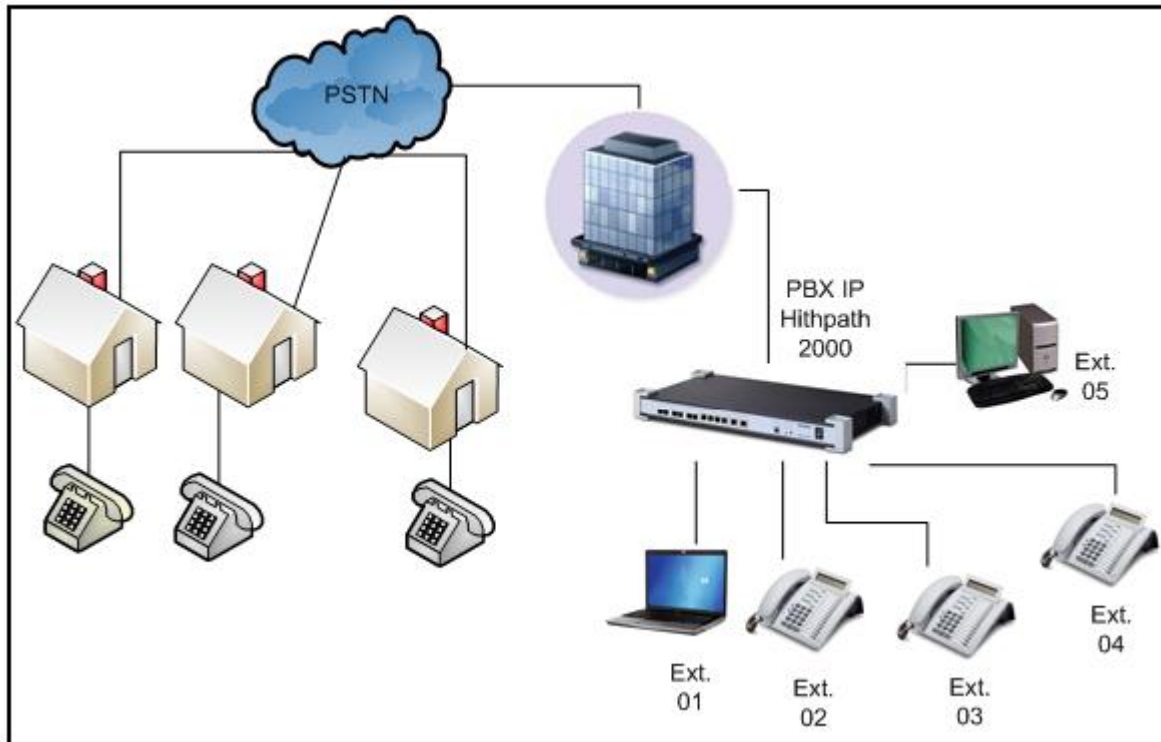 PSTN
PBX IP
Hithpath
2000
Ext.
05
Ext.
04
Ext.
01
Ext.
02
Ext.
03